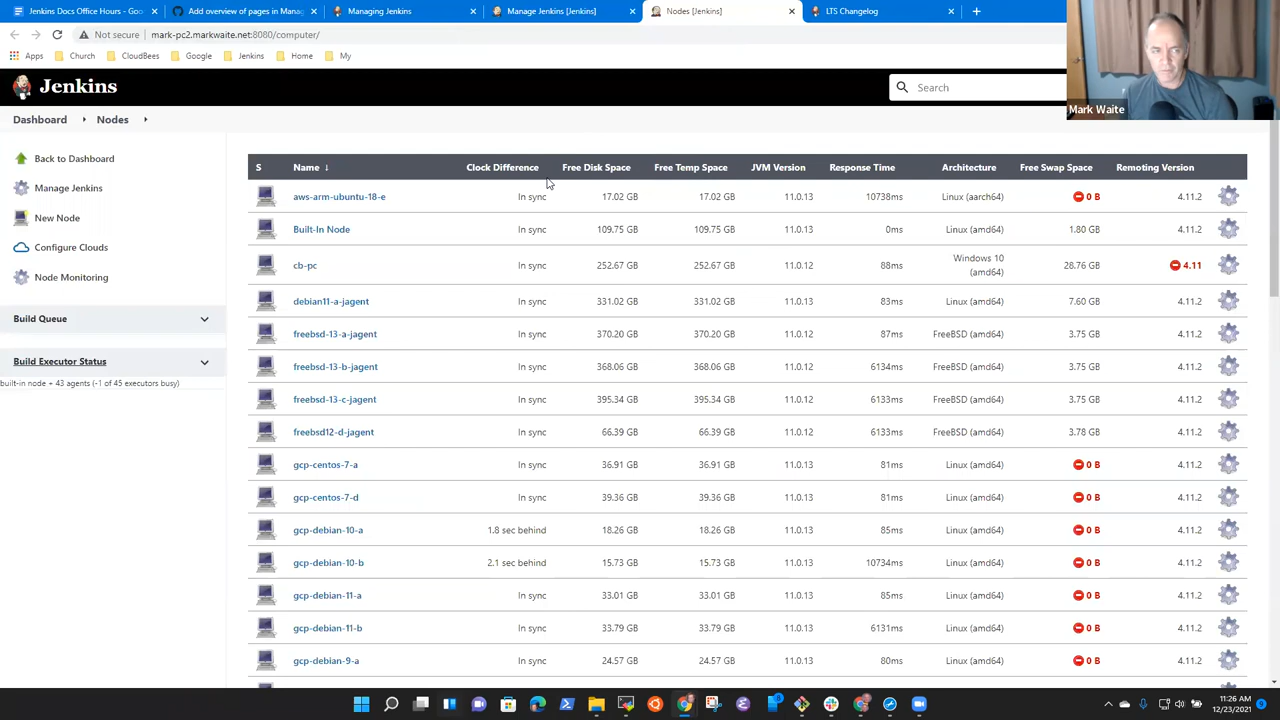 Jenkins Docs Office Hours - Goo
Add overview of pages in Manag
Managing Jenkins
Manage Jenkins [Jenkins]
Nodes [Jenkins]
LTS Changelog
Not secure
mark-pc2.markwaite.net:8080/computer/
Apps
Church
CloudBees
Google
Jenkins
Home
My
Jenkins
Search
Mark Waite
Dashboard
Nodes
Back to Dashboard
Manage Jenkins
New Node
Configure Clouds
Node Monitoring
Build Queue
Build Executor Status
built-in node + 43 agents (-1 of 45 executors busy)
S Name ↓ Clock Difference Free Disk Space Free Temp Space JVM Version Response Time Architecture Free Swap Space Remoting Version
aws-arm-ubuntu-18-e In sync 17.02 GB 17.02 GB 11.0.13 10738ms Linux (aarch64) 0 B 4.11.2
Built-In Node In sync 109.75 GB 109.75 GB 11.0.13 0ms Linux (amd64) 1.80 GB 4.11.2
cb-pc In sync 252.67 GB 252.67 GB 11.0.12 88ms Windows 10 (amd64) 28.76 GB 4.11
debian11-a-jagent In sync GB GB 11.0.13 83ms Linux (amd64) 7.60 GB 4.11.2
freebsd-13-a-jagent In sync 370.20 GB 370.20 GB 11.0.12 87ms FreeBSD (amd64) 3.75 GB 4.11.2
freebsd-13-b-jagent In sync 368.06 GB 368.06 GB 11.0.12 6134ms FreeBSD (amd64) 3.75 GB 4.11.2
freebsd-13-c-jagent In sync 395.34 GB 395.34 GB 11.0.12 6133ms FreeBSD (amd64) 3.75 GB 4.11.2
freebsd12-d-jagent In sync 66.39 GB 66.39 GB 11.0.12 6133ms FreeBSD (amd64) 3.78 GB 4.11.2
gcp-centos-7-a In sync GB GB 11.0.13 81ms Linux (amd64) 0 B 4.11.2
gcp-centos-7-d In sync 39.36 GB 39.36 GB 11.0.13 81ms Linux (amd64) 0 B 4.11.2
gcp-debian-10-a 1.8 sec behind 18.26 GB 18.26 GB 11.0.13 85ms Linux (amd64) 0 B 4.11.2
gcp-debian-10-b 2.1 sec behind 15.73 GB 15.73 GB 11.0.13 10734ms Linux (amd64) 0 B 4.11.2
gcp-debian-11-a In sync 33.01 GB 33.01 GB 11.0.13 85ms Linux (amd64) 0 B 4.11.2
gcp-debian-11-b In sync 33.79 GB 33.79 GB 11.0.13 6131ms Linux (amd64) 0 B 4.11.2
gcp-debian-9-a In sync GB GB 11.0.13 80ms Linux (amd64) 0 B 4.11.2
11:26 AM
12/23/2021